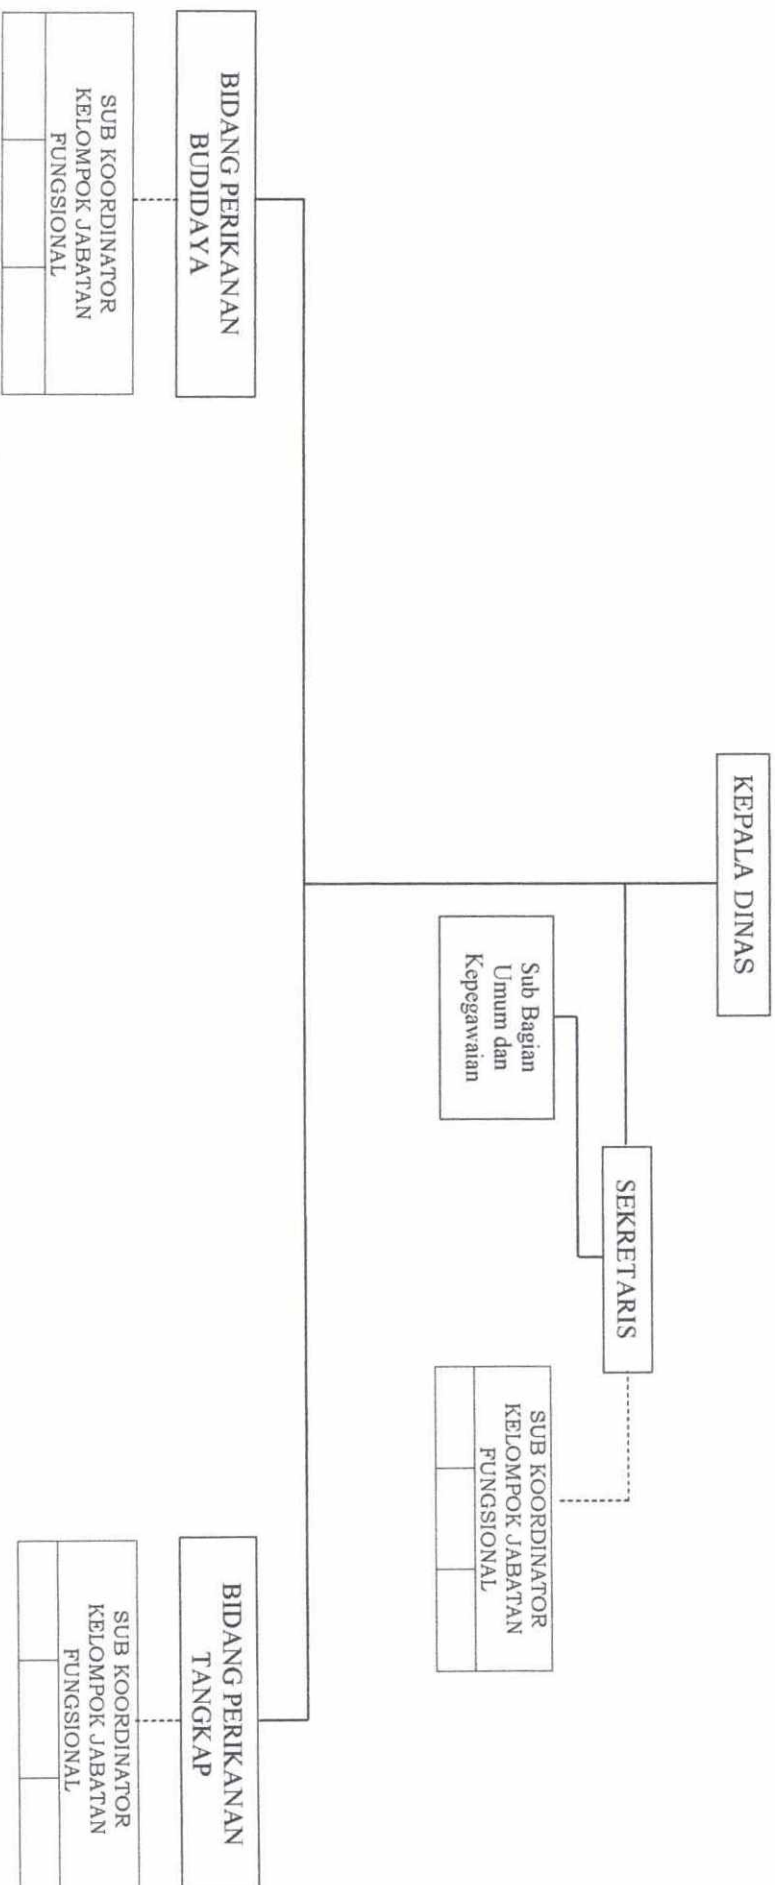 KEPALA DINAS
SEKRETARIS
Sub Bagian
Umum dan
Kepegawaian
SUB KOORDINATOR
KELOMPOK JABATAN
FUNGSIONAL
BIDANG PERIKANAN
BUDIDAYA
BIDANG PERIKANAN
TANGKAP
SUB KOORDINATOR
KELOMPOK JABATAN
FUNGSIONAL
SUB KOORDINATOR
KELOMPOK JABATAN
FUNGSIONAL